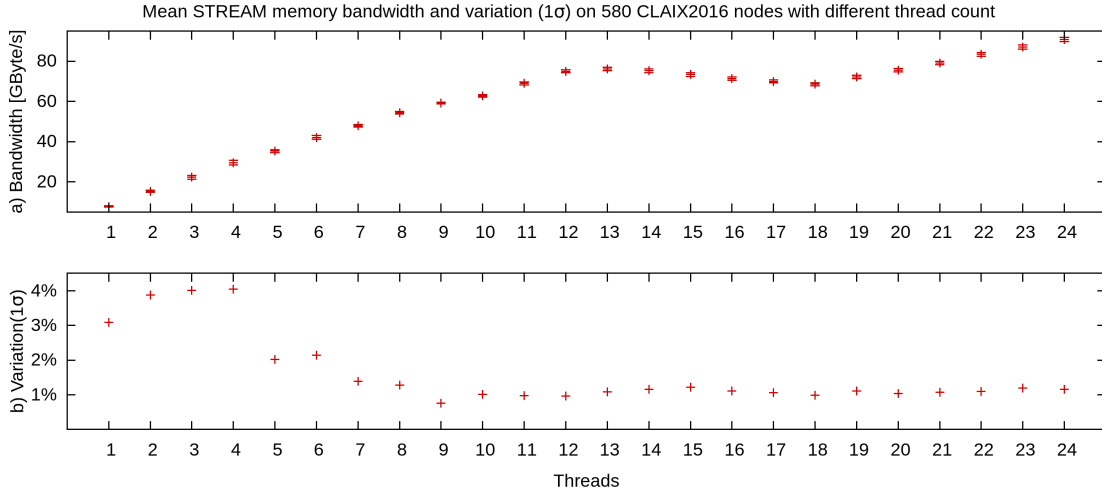 Mean STREAM memory bandwidth and variation (1σ) on 580 CLAIX2016 nodes with different thread count
a) Bandwidth [GByte/s]
80
60
40
20
1 2 3 4 5 6 7 8 9 10 11 12 13 14 15 16 17 18 19 20 21 22 23 24
b) Variation(1σ)
4%
3%
2%
1%
1 2 3 4 5 6 7 8 9 10 11 12 13 14 15 16 17 18 19 20 21 22 23 24
Threads